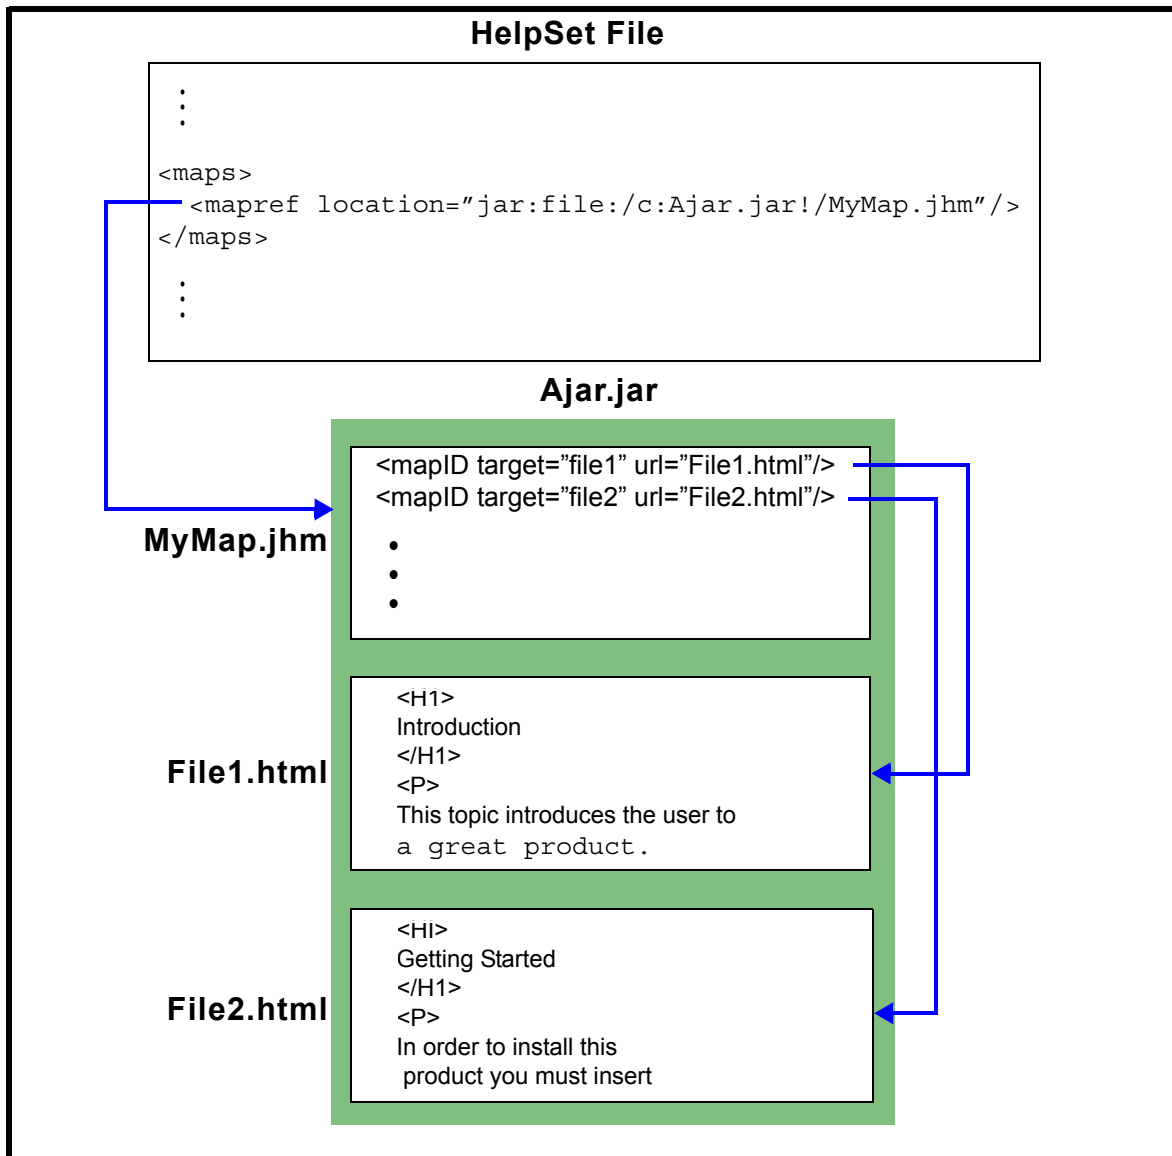 HelpSet File
<maps>
<mapref location=”jar:file:/c:Ajar.jar!/MyMap.jhm”/>
</maps>
Ajar.jar
<mapID target=”file1” url=”File1.html”/>
<mapID target=”file2” url=”File2.html”/>
MyMap.jhm
<H1>
Introduction
</H1>
<P>
This topic introduces the user to
a great product.
File1.html
<HI>
Getting Started
</H1>
<P>
In order to install this
product you must insert
File2.html